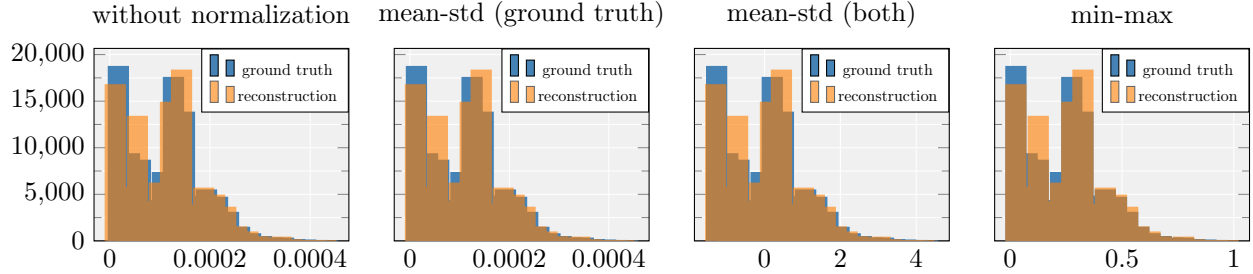 without normalization
mean-std (ground truth)
mean-std (both)
min-max
20,000
15,000
10,000
5,000
0
ground truth
reconstruction
0 0.0002 0.0004
ground truth
reconstruction
0 0.0002 0.0004
ground truth
reconstruction
0 2 4
ground truth
reconstruction
0 0.5 1